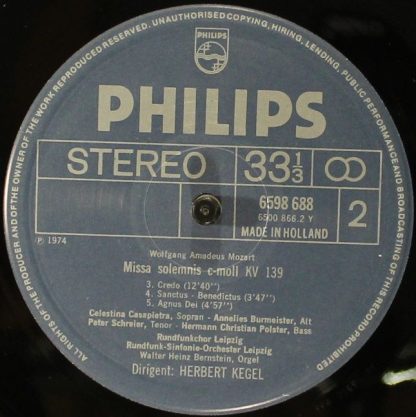 ALL RIGHTS OF THE PRODUCER AND OF THE OWNER OF THE WORK REPRODUCED RESERVED. UNAUTHORISED COPYING, HIRING, LENDING, PUBLIC PERFORMANCE AND BROADCASTING OF THIS RECORD PROHIBITED
PHILIPS
PHILIPS
STEREO 33⅓
6598 688
6500 866.2 Y
MADE IN HOLLAND
2
℗ 1974
Wolfgang Amadeus Mozart
Missa solemnis c-moll KV 139
3. Credo (12'40'')
4. Sanctus - Benedictus (3'47'')
5. Agnus Dei (4'57'')
Celestina Casapietra, Sopran - Annelies Burmeister, Alt
Peter Schreier, Tenor - Hermann Christian Polster, Bass
Rundfunkchor Leipzig
Rundfunk-Sinfonie-Orchester Leipzig
Walter Heinz Bernstein, Orgel
Dirigent: HERBERT KEGEL